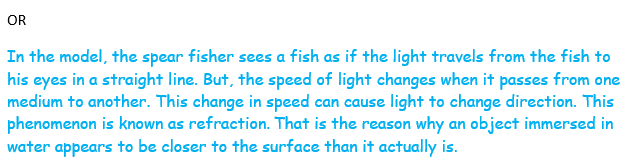 OR
In the model, the spear fisher sees a fish as if the light travels from the fish to
his eyes in a straight line. But, the speed of light changes when it passes from one
medium to another. This change in speed can cause light to change direction. This
phenomenon is known as refraction. That is the reason why an object immersed in
water appears to be closer to the surface than it actually is.